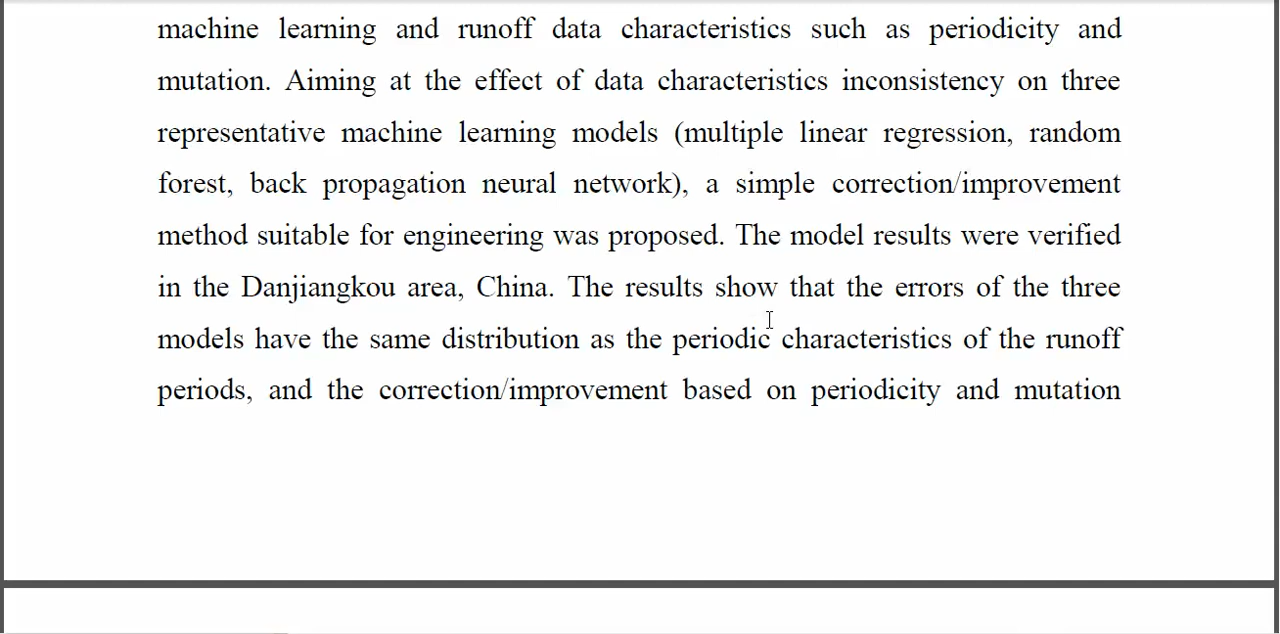 machine learning and runoff data characteristics such as periodicity and
mutation. Aiming at the effect of data characteristics inconsistency on three
representative machine learning models (multiple linear regression, random
forest, back propagation neural network), a simple correction/improvement
method suitable for engineering was proposed. The model results were verified
in the Danjiangkou area, China. The results show that the errors of the three
models have the same distribution as the periodic characteristics of the runoff
periods, and the correction/improvement based on periodicity and mutation